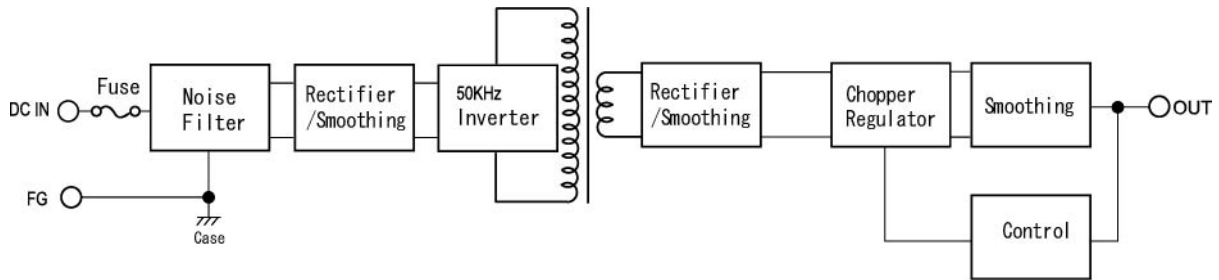 DC IN
Fuse
Noise
Filter
Rectifier
/Smoothing
50KHz
Inverter
Rectifier
/Smoothing
Chopper
Regulator
Smoothing
OUT
FG
Case
Control